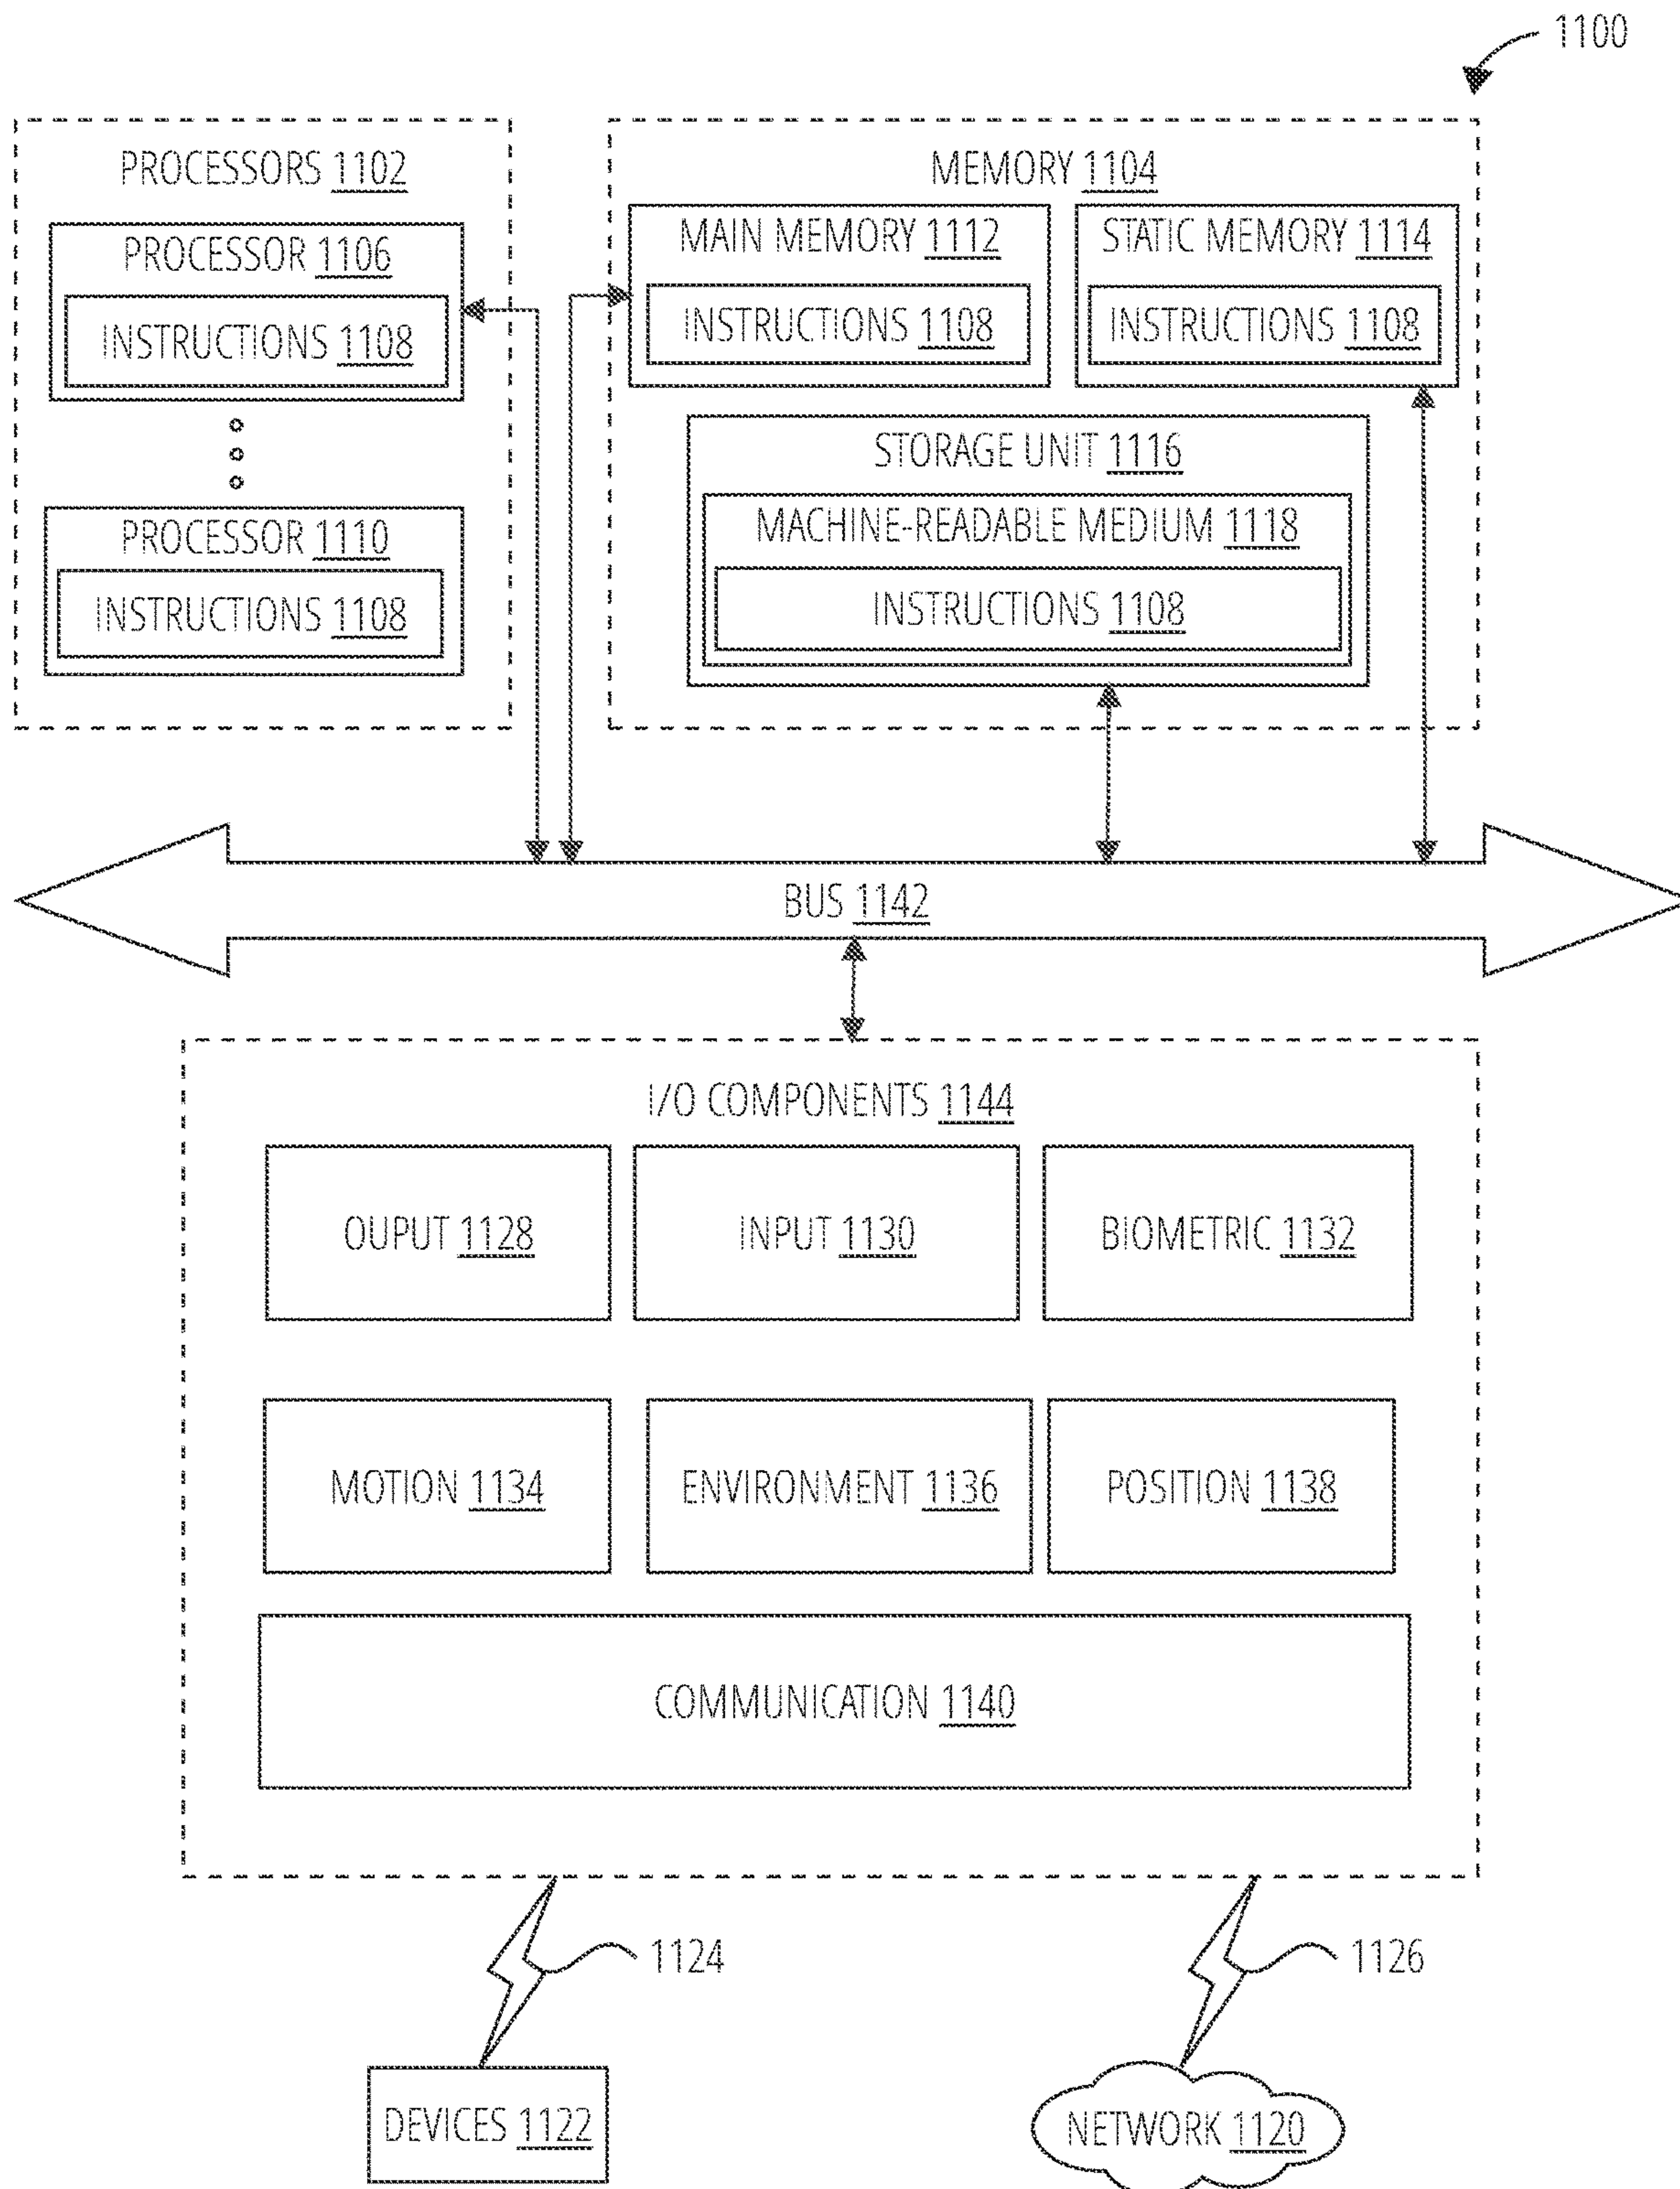 1100
PROCESSORS 1102
PROCESSOR 1106
INSTRUCTIONS 1108
PROCESSOR 1110
INSTRUCTIONS 1108
MEMORY 1104
MAIN MEMORY 1112
INSTRUCTIONS 1108
STATIC MEMORY 1114
INSTRUCTIONS 1108
STORAGE UNIT 1116
MACHINE-READABLE MEDIUM 1118
INSTRUCTIONS 1108
BUS 1142
I/O COMPONENTS 1144
OUPUT 1128
INPUT 1130
BIOMETRIC 1132
MOTION 1134
ENVIRONMENT 1136
POSITION 1138
COMMUNICATION 1140
1124
1126
DEVICES 1122
NETWORK 1120